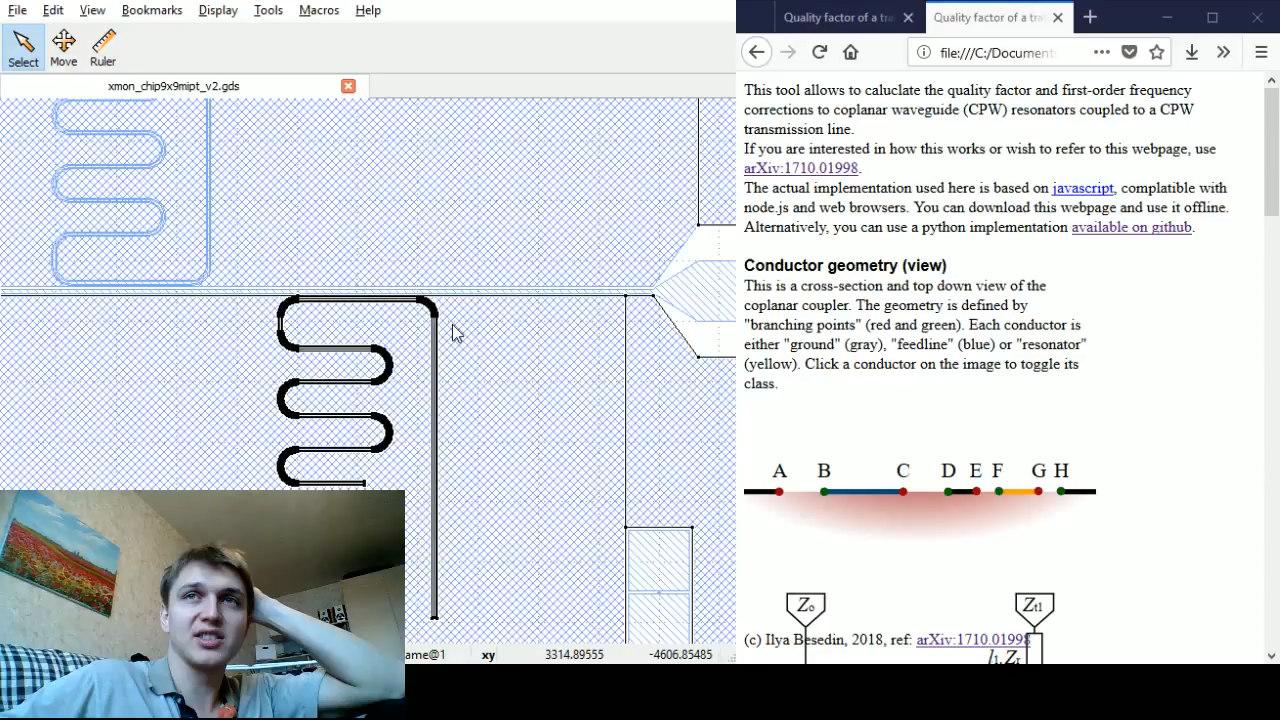 File Edit View Bookmarks Display Tools Macros Help
Select Move Ruler
xmon_chip9x9mipt_v2.gds
ame@1 xy 3314.89555 -4606.85485
Quality factor of a tra
Quality factor of a tra
file:///C:/Document
This tool allows to caluclate the quality factor and first-order frequency
corrections to coplanar waveguide (CPW) resonators coupled to a CPW
transmission line.
If you are interested in how this works or wish to refer to this webpage, use
arXiv:1710.01998.
The actual implementation used here is based on javascript, complatible with
node.js and web browsers. You can download this webpage and use it offline.
Alternatively, you can use a python implementation available on github.
Conductor geometry (view)
This is a cross-section and top down view of the
coplanar coupler. The geometry is defined by
"branching points" (red and green). Each conductor is
either "ground" (gray), "feedline" (blue) or "resonator"
(yellow). Click a conductor on the image to toggle its
class.
A B C D E F G H
Zo Zt1
(c) Ilya Besedin, 2018, ref: arXiv:1710.01998